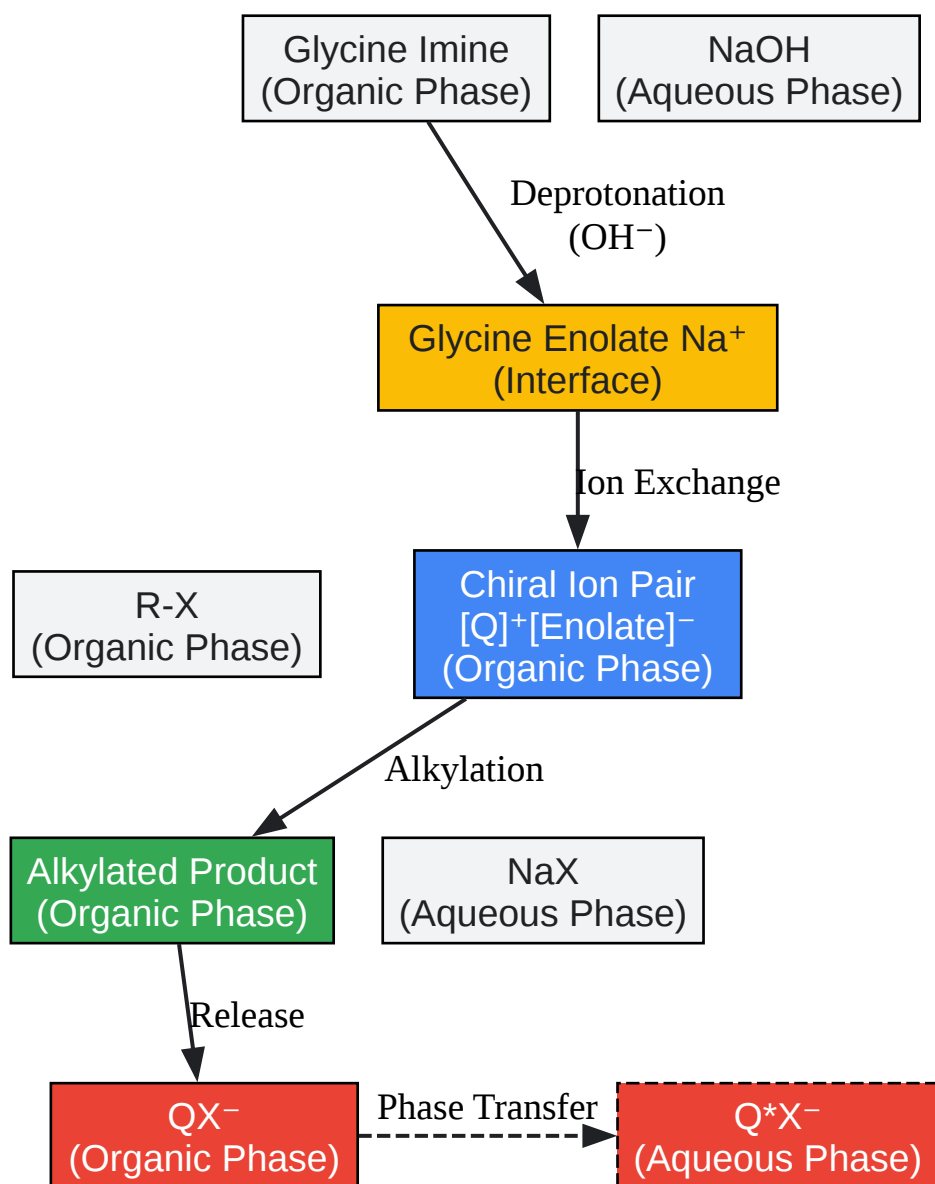 Glycine Imine
(Organic Phase)
NaOH
(Aqueous Phase)
Deprotonation
(OH⁻)
Glycine Enolate Na⁺
(Interface)
Ion Exchange
R-X
(Organic Phase)
Chiral Ion Pair
[Q]⁺[Enolate]⁻
(Organic Phase)
Alkylation
Alkylated Product
(Organic Phase)
NaX
(Aqueous Phase)
Release
QX⁻
(Organic Phase)
Phase Transfer
Q*X⁻
(Aqueous Phase)